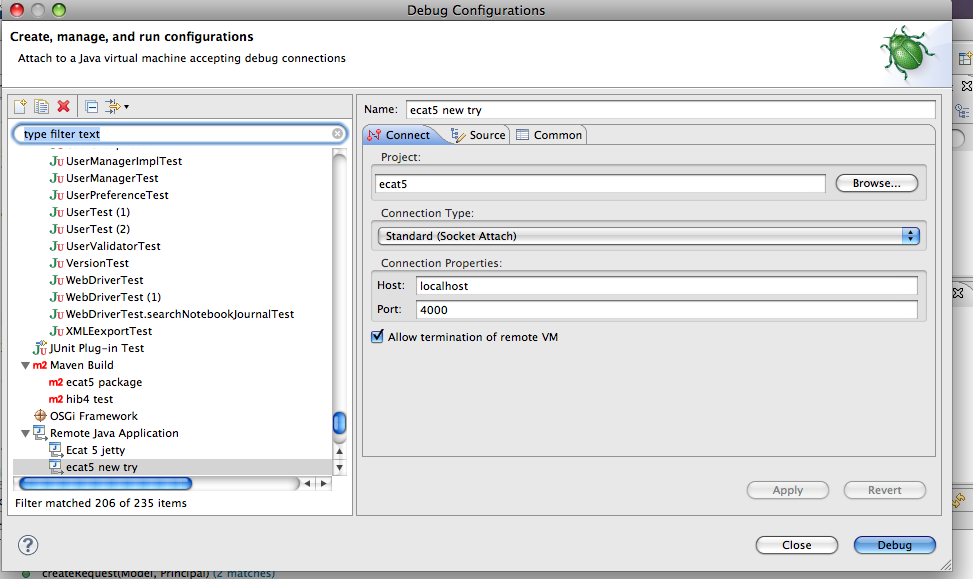 Debug Configurations
Create, manage, and run configurations
Attach to a Java virtual machine accepting debug connections
type filter text
UserManagerImplTest
UserManagerTest
UserPreferenceTest
UserTest (1)
UserTest (2)
UserValidatorTest
VersionTest
WebDriverTest
WebDriverTest (1)
WebDriverTest.searchNotebookJournalTest
XMLEexportTest
JUnit Plug-in Test
m2 Maven Build
m2 ecat5 package
m2 hib4 test
OSGi Framework
Remote Java Application
Ecat 5 jetty
ecat5 new try
Filter matched 206 of 235 items
Name: ecat5 new try
Connect Source Common
Project:
ecat5 Browse...
Connection Type:
Standard (Socket Attach)
Connection Properties:
Host: localhost
Port: 4000
Allow termination of remote VM
Apply Revert
? Close Debug
createRequest(Model, Principal) (2 matches)